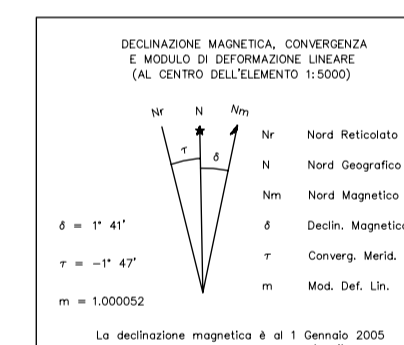 DECLINAZIONE MAGNETICA, CONVERGENZA
E MODULO DI DEFORMAZIONE LINEARE
(AL CENTRO DELL'ELEMENTO 1:5000)
Nr N Nm
τ δ
Nr Nord Reticolato
N Nord Geografico
Nm Nord Magnetico
δ = 1° 41'
δ Declin. Magnetica
τ = -1° 47'
τ Converg. Merid.
m = 1.000052
m Mod. Def. Lin.
La declinazione magnetica è al 1 Gennaio 2005